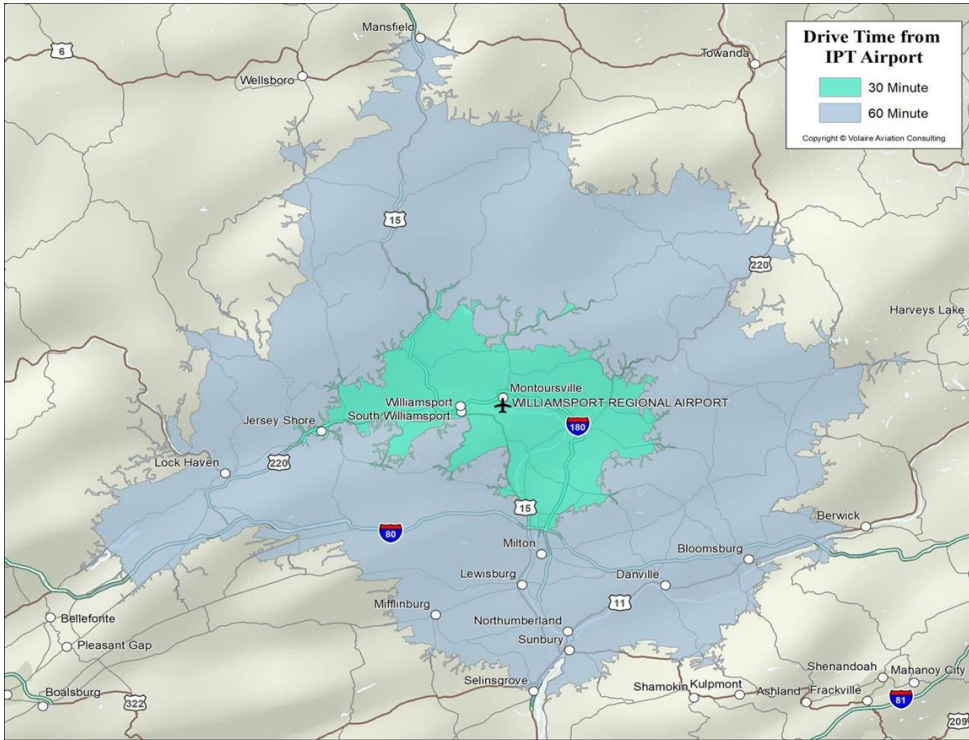 Drive Time from
IPT Airport
30 Minute
60 Minute
Copyright © Volaire Aviation Consulting
Mansfield
6
Towanda
Wellsboro
15
220
Harveys Lake
Montoursville
Williamsport
WILLIAMSPORT REGIONAL AIRPORT
South Williamsport
Jersey Shore
180
220
Lock Haven
15
Berwick
80
Milton
Bloomsburg
Lewisburg
Danville
11
Mifflinburg
Bellefonte
Northumberland
Sunbury
Pleasant Gap
Shenandoah
Mahanoy City
Selinsgrove
Shamokin
Kulpmont
Ashland
Frackville
Boalsburg
322
81
209